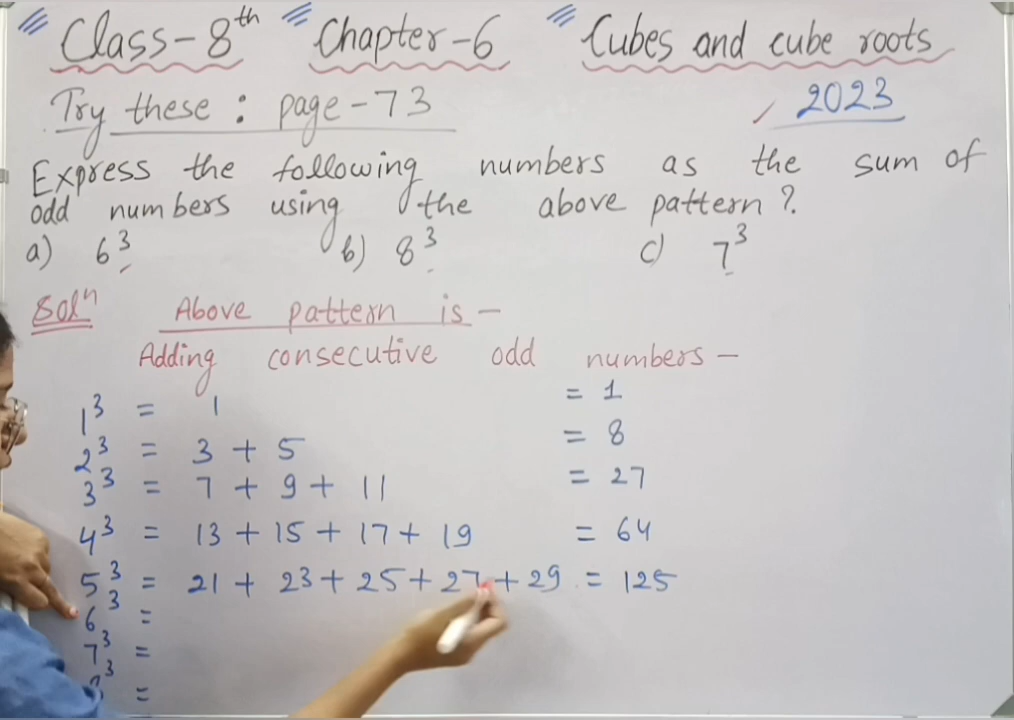 Class-8th Chapter-6 Cubes and cube roots
Try these : page-73 2023
Express the following numbers as the sum of
odd numbers using the above pattern ?
a) 6³ b) 8³ c) 7³
Solⁿ Above pattern is -
Adding consecutive odd numbers -
1³ = 1 = 1
2³ = 3 + 5 = 8
3³ = 7 + 9 + 11 = 27
4³ = 13 + 15 + 17 + 19 = 64
5³ = 21 + 23 + 25 + 27 + 29 = 125
6³ =
7³ =
³ =